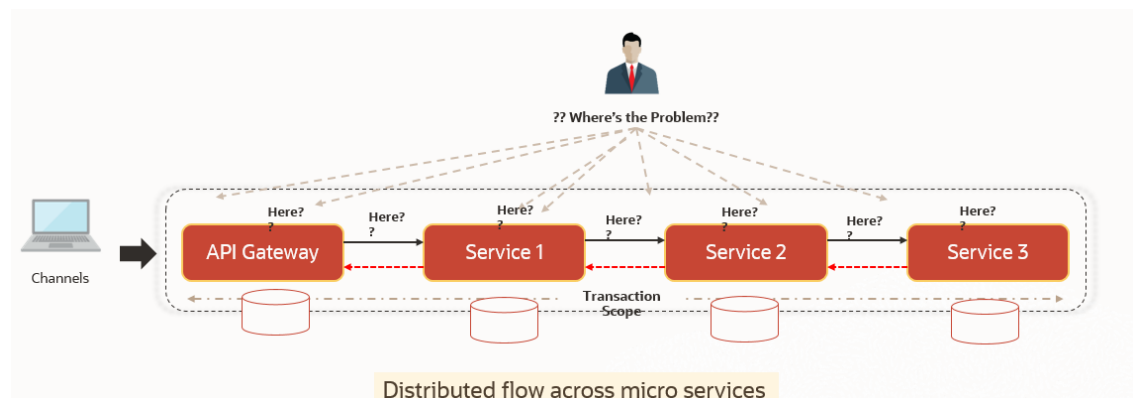 ?? Where's the Problem??
Here?
?
Here?
?
Here?
?
Here?
?
Here?
?
Here?
?
Here?
?
API Gateway
Service 1
Service 2
Service 3
Channels
Transaction
Scope
Distributed flow across micro services